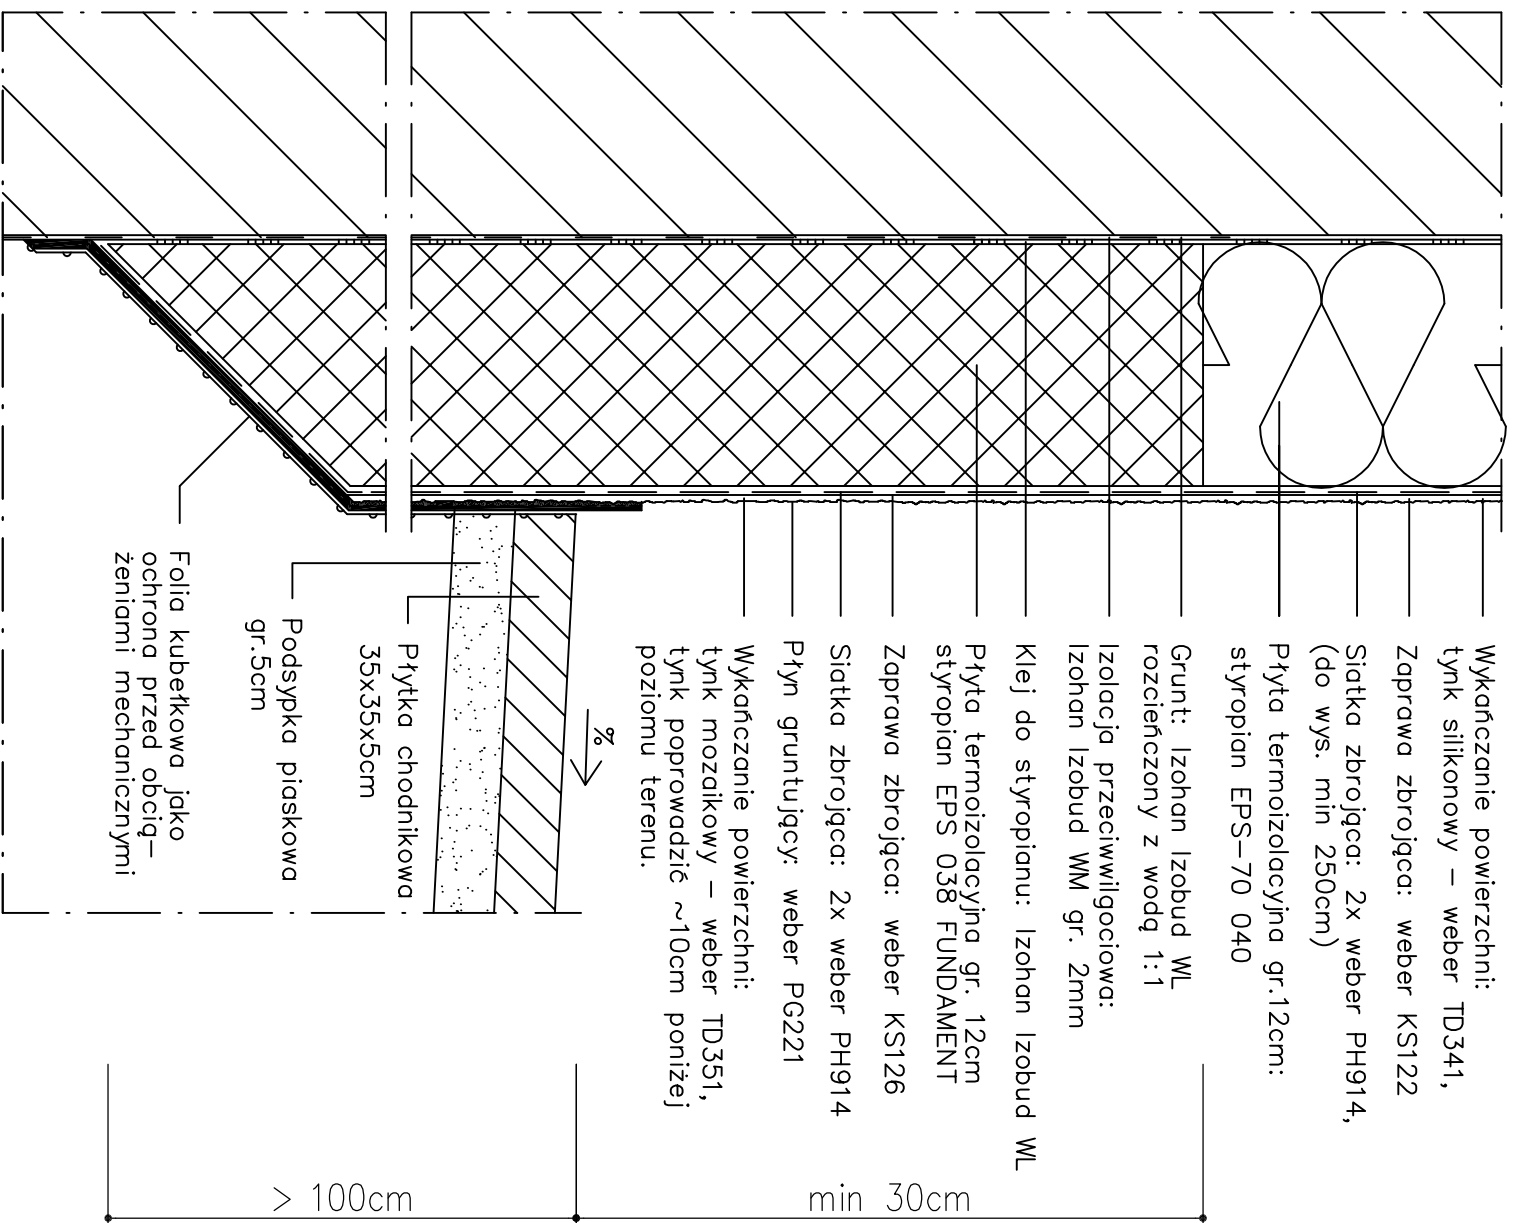 Wykańczanie powierzchni:
tynk silikonowy – weber TD341,
Zaprawa zbrojąca: weber KS122
Siatka zbrojąca: 2x weber PH914,
(do wys. min 250cm)
Płyta termoizolacyjna gr.12cm:
styropian EPS–70 040
Grunt: Izohan Izobud WL
rozcieńczony z wodą 1:1
Izolacja przeciwwilgociowa:
Izohan Izobud WM gr. 2mm
Klej do styropianu: Izohan Izobud WL
Płyta termoizolacyjna gr. 12cm
styropian EPS 038 FUNDAMENT
Zaprawa zbrojąca: weber KS126
Siatka zbrojąca: 2x weber PH914
Płyn gruntujący: weber PG221
Wykańczanie powierzchni:
tynk mozaikowy – weber TD351,
tynk poprowadzić ~10cm poniżej
poziomu terenu.
%
Płytka chodnikowa
35x35x5cm
Podsypka piaskowa
gr.5cm
Folia kubełkowa jako
ochrona przed obcią–
żeniami mechanicznymi
> 100cm
min 30cm